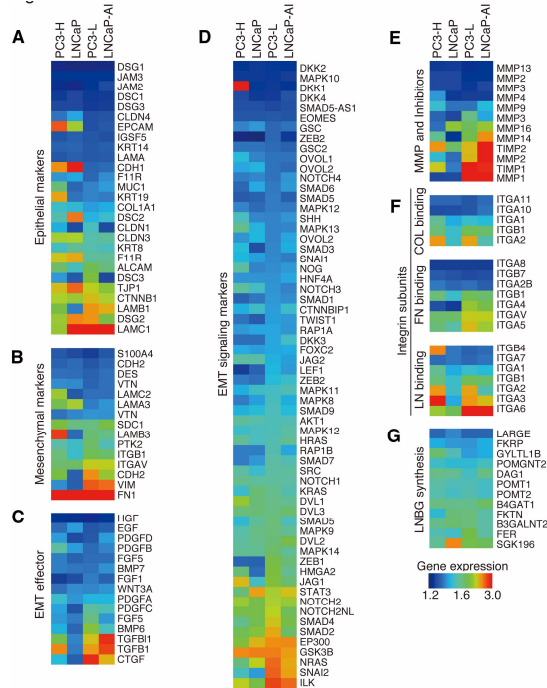 A
PC3-H
LNCaP
PC3-L
LNCaP-AI
Epithelial markers
DSG1
JAM3
JAM2
DSC1
DSG3
CLDN4
EPCAM
IGSF5
KRT14
LAMA
CDH1
F11R
MUC1
KRT19
COL1A1
DSC2
CLDN1
CLDN3
KRT8
F11R
ALCAM
DSC3
TJP1
CTNNB1
LAMB1
DSG2
LAMC1
B
Mesenchymal markers
S100A4
CDH2
DES
VTN
LAMC2
LAMA3
VTN
SDC1
LAMB3
PTK2
ITGB1
ITGAV
CDH2
VIM
FN1
C
EMT effector
HGF
EGF
PDGFD
PDGFB
FGF5
BMP7
FGF1
WNT3A
PDGFA
PDGFC
FGF5
BMP6
TGFBI1
TGFB1
CTGF
D
PC3-H
LNCaP
PC3-L
LNCaP-AI
EMT signaling markers
DKK2
MAPK10
DKK1
DKK4
SMAD5-AS1
EOMES
GSC
ZEB2
GSC2
OVOL1
OVOL2
NOTCH4
SMAD6
SMAD5
MAPK12
SHH
MAPK13
OVOL2
SMAD3
SNAI1
NOG
HNF4A
NOTCH3
SMAD1
CTNNBIP1
TWIST1
RAP1A
DKK3
FOXC2
JAG2
LEF1
ZEB2
MAPK11
MAPK8
SMAD9
AKT1
MAPK12
HRAS
RAP1B
SMAD7
SRC
NOTCH1
KRAS
DVL1
DVL3
SMAD5
MAPK9
DVL2
MAPK14
ZEB1
HMGA2
JAG1
STAT3
NOTCH2
NOTCH2NL
SMAD4
SMAD2
EP300
GSK3B
NRAS
SNAI2
ILK
E
PC3-H
LNCaP
PC3-L
LNCaP-AI
MMP and Inhibitors
MMP13
MMP2
MMP3
MMP4
MMP9
MMP3
MMP16
MMP14
TIMP2
MMP2
TIMP1
MMP1
F
Integrin subunits
COL binding
ITGA11
ITGA10
ITGA1
ITGB1
ITGA2
FN binding
ITGA8
ITGB7
ITGA2B
ITGB1
ITGA4
ITGAV
ITGA5
LN binding
ITGB4
ITGA7
ITGA1
ITGB1
ITGA2
ITGA3
ITGA6
G
LNBG synthesis
LARGE
FKRP
GYLTL1B
POMGNT2
DAG1
POMT1
POMT2
B4GAT1
FKTN
B3GALNT2
FER
SGK196
Gene expression
1.2 1.6 3.0